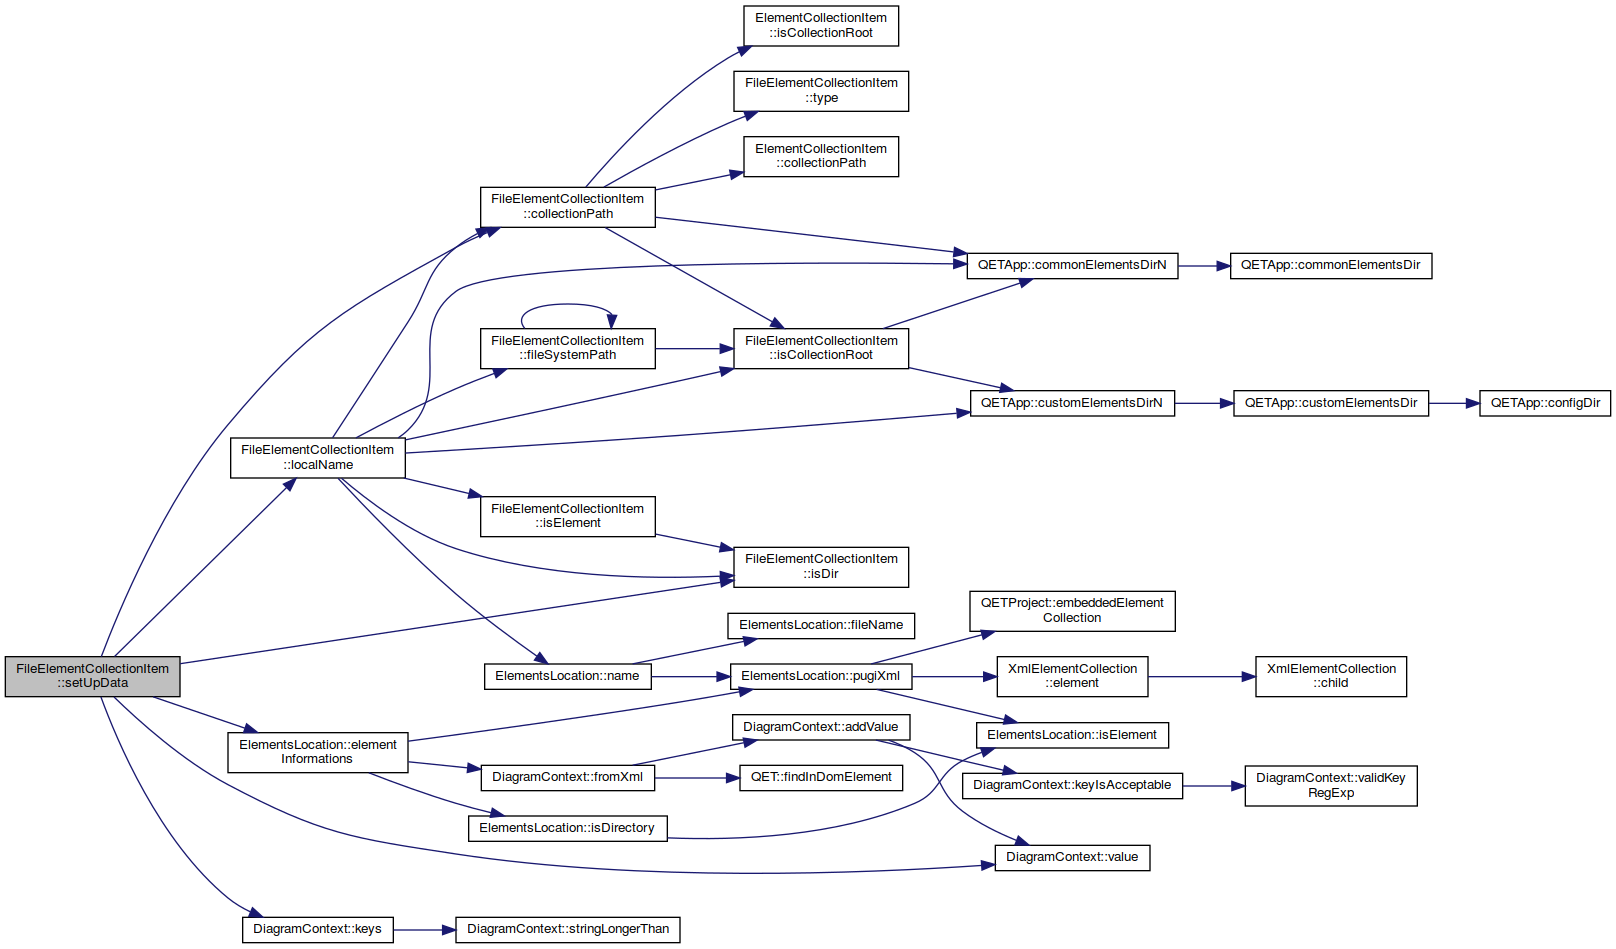 ElementCollectionItem
::isCollectionRoot
FileElementCollectionItem
::type
ElementCollectionItem
::collectionPath
FileElementCollectionItem
::collectionPath
QETApp::commonElementsDirN
QETApp::commonElementsDir
FileElementCollectionItem
::fileSystemPath
FileElementCollectionItem
::isCollectionRoot
QETApp::customElementsDirN
QETApp::customElementsDir
QETApp::configDir
FileElementCollectionItem
::localName
FileElementCollectionItem
::isElement
FileElementCollectionItem
::isDir
QETProject::embeddedElement
Collection
ElementsLocation::fileName
FileElementCollectionItem
::setUpData
ElementsLocation::name
ElementsLocation::pugiXml
XmlElementCollection
::element
XmlElementCollection
::child
ElementsLocation::isElement
DiagramContext::addValue
ElementsLocation::element
Informations
DiagramContext::fromXml
QET::findInDomElement
DiagramContext::keyIsAcceptable
DiagramContext::validKey
RegExp
ElementsLocation::isDirectory
DiagramContext::value
DiagramContext::keys
DiagramContext::stringLongerThan